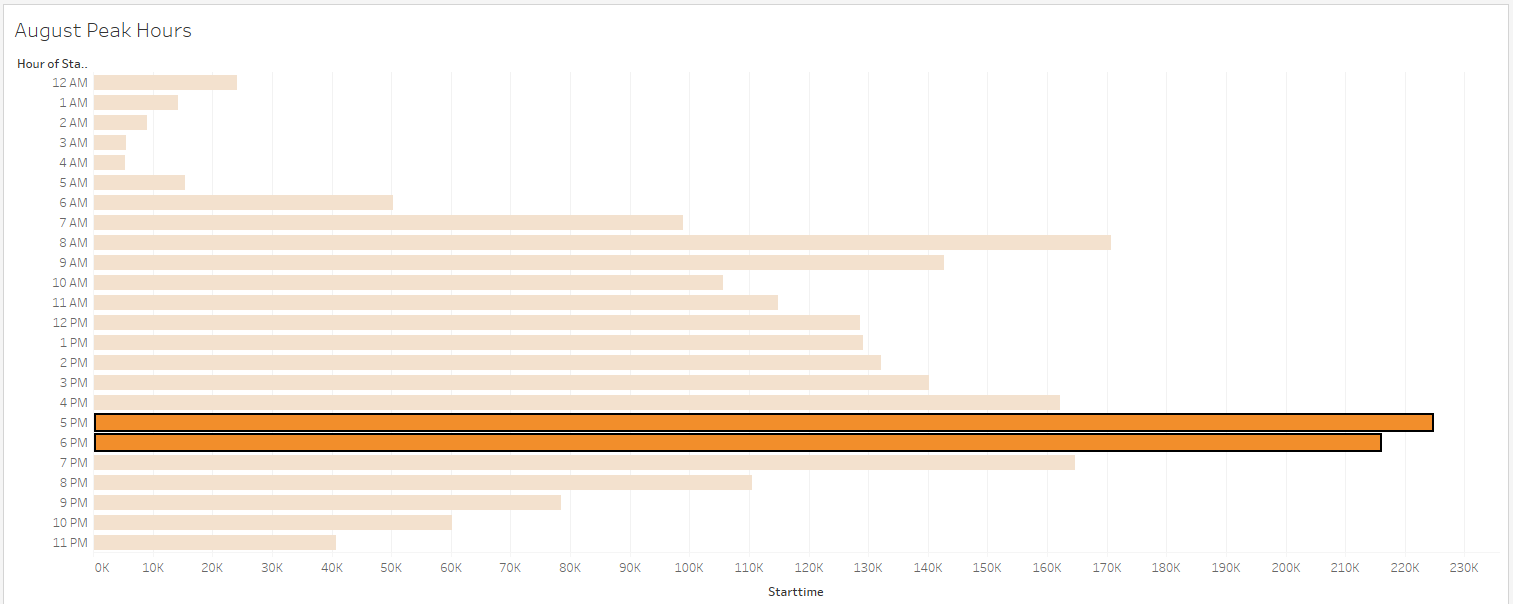 August Peak Hours
Hour of Sta..
12 AM
1 AM
2 AM
3 AM
4 AM
5 AM
6 AM
7 AM
8 AM
9 AM
10 AM
11 AM
12 PM
1 PM
2 PM
3 PM
4 PM
5 PM
6 PM
7 PM
8 PM
9 PM
10 PM
11 PM
0K 10K 20K 30K 40K 50K 60K 70K 80K 90K 100K 110K 120K 130K 140K 150K 160K 170K 180K 190K 200K 210K 220K 230K
Starttime